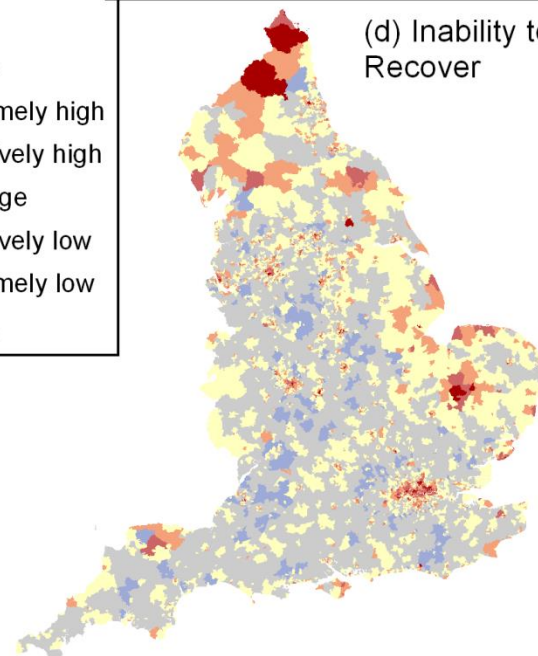 mely high
vely high
ge
vely low
mely low
(d) Inability to
Recover